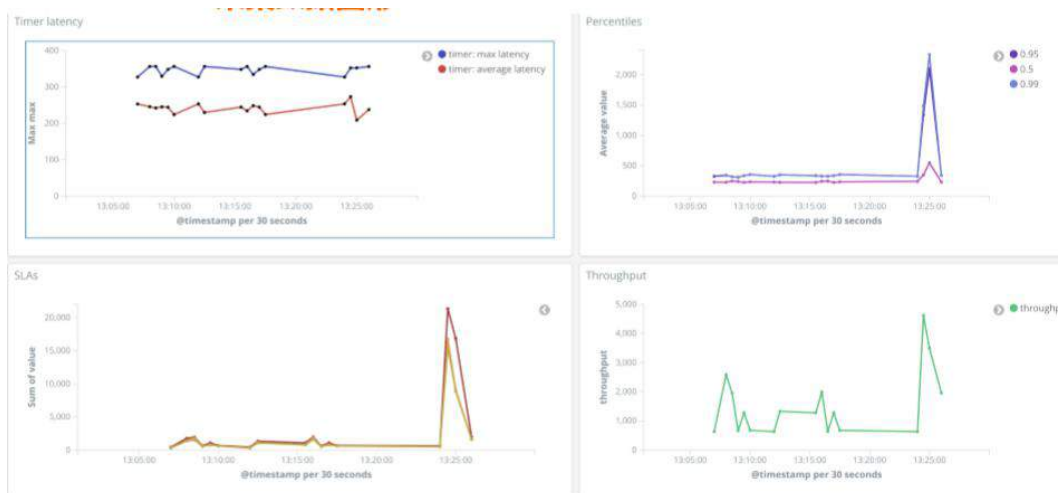 Timer latency
400
300
200
100
0
Max max
13:05:00 13:10:00 13:15:00 13:20:00 13:25:00
@timestamp per 30 seconds
timer: max latency
timer: average latency
Percentiles
2,000
1,500
1,000
500
0
Average value
13:05:00 13:10:00 13:15:00 13:20:00 13:25:00
@timestamp per 30 seconds
0.95
0.5
0.99
SLAs
20,000
15,000
10,000
5,000
0
Sum of value
13:05:00 13:10:00 13:15:00 13:20:00 13:25:00
@timestamp per 30 seconds
Throughput
5,000
4,000
3,000
2,000
1,000
0
throughput
13:05:00 13:10:00 13:15:00 13:20:00 13:25:00
@timestamp per 30 seconds
throughp